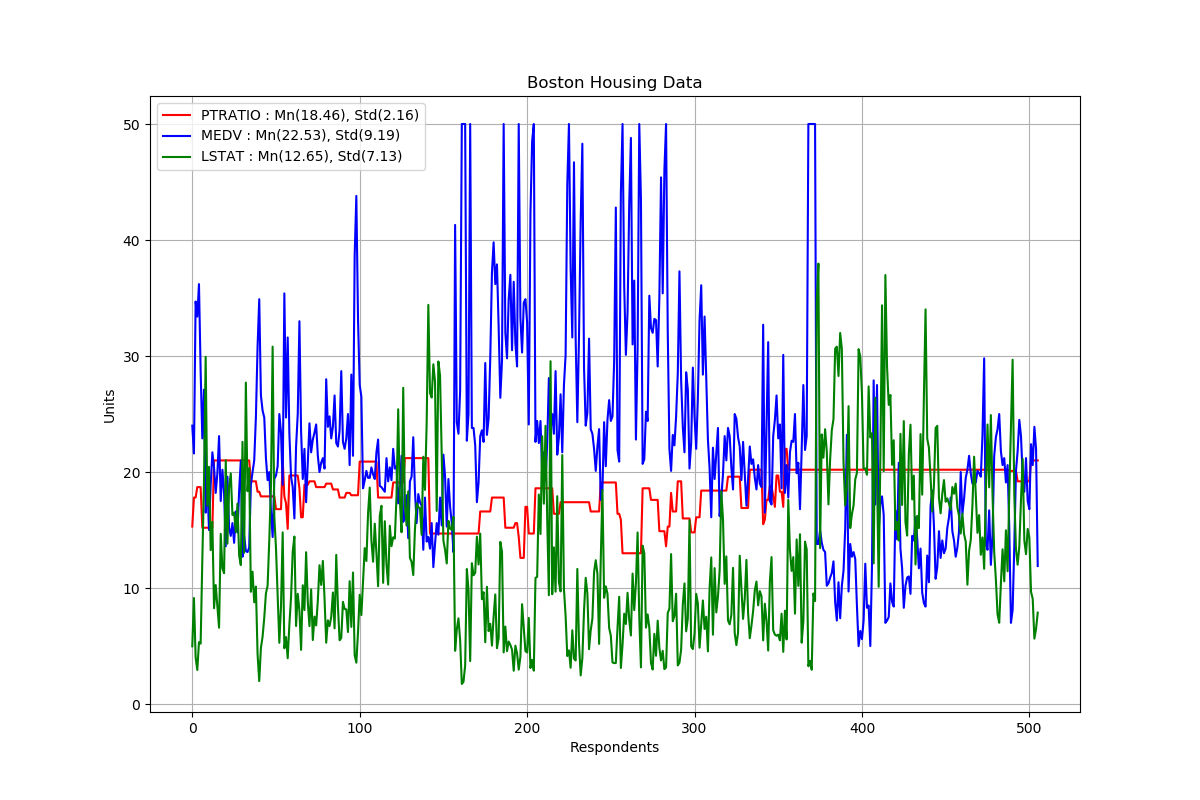 Boston Housing Data
PTRATIO : Mn(18.46), Std(2.16)
MEDV : Mn(22.53), Std(9.19)
LSTAT : Mn(12.65), Std(7.13)
Units
50
40
30
20
10
0
0 100 200 300 400 500
Respondents